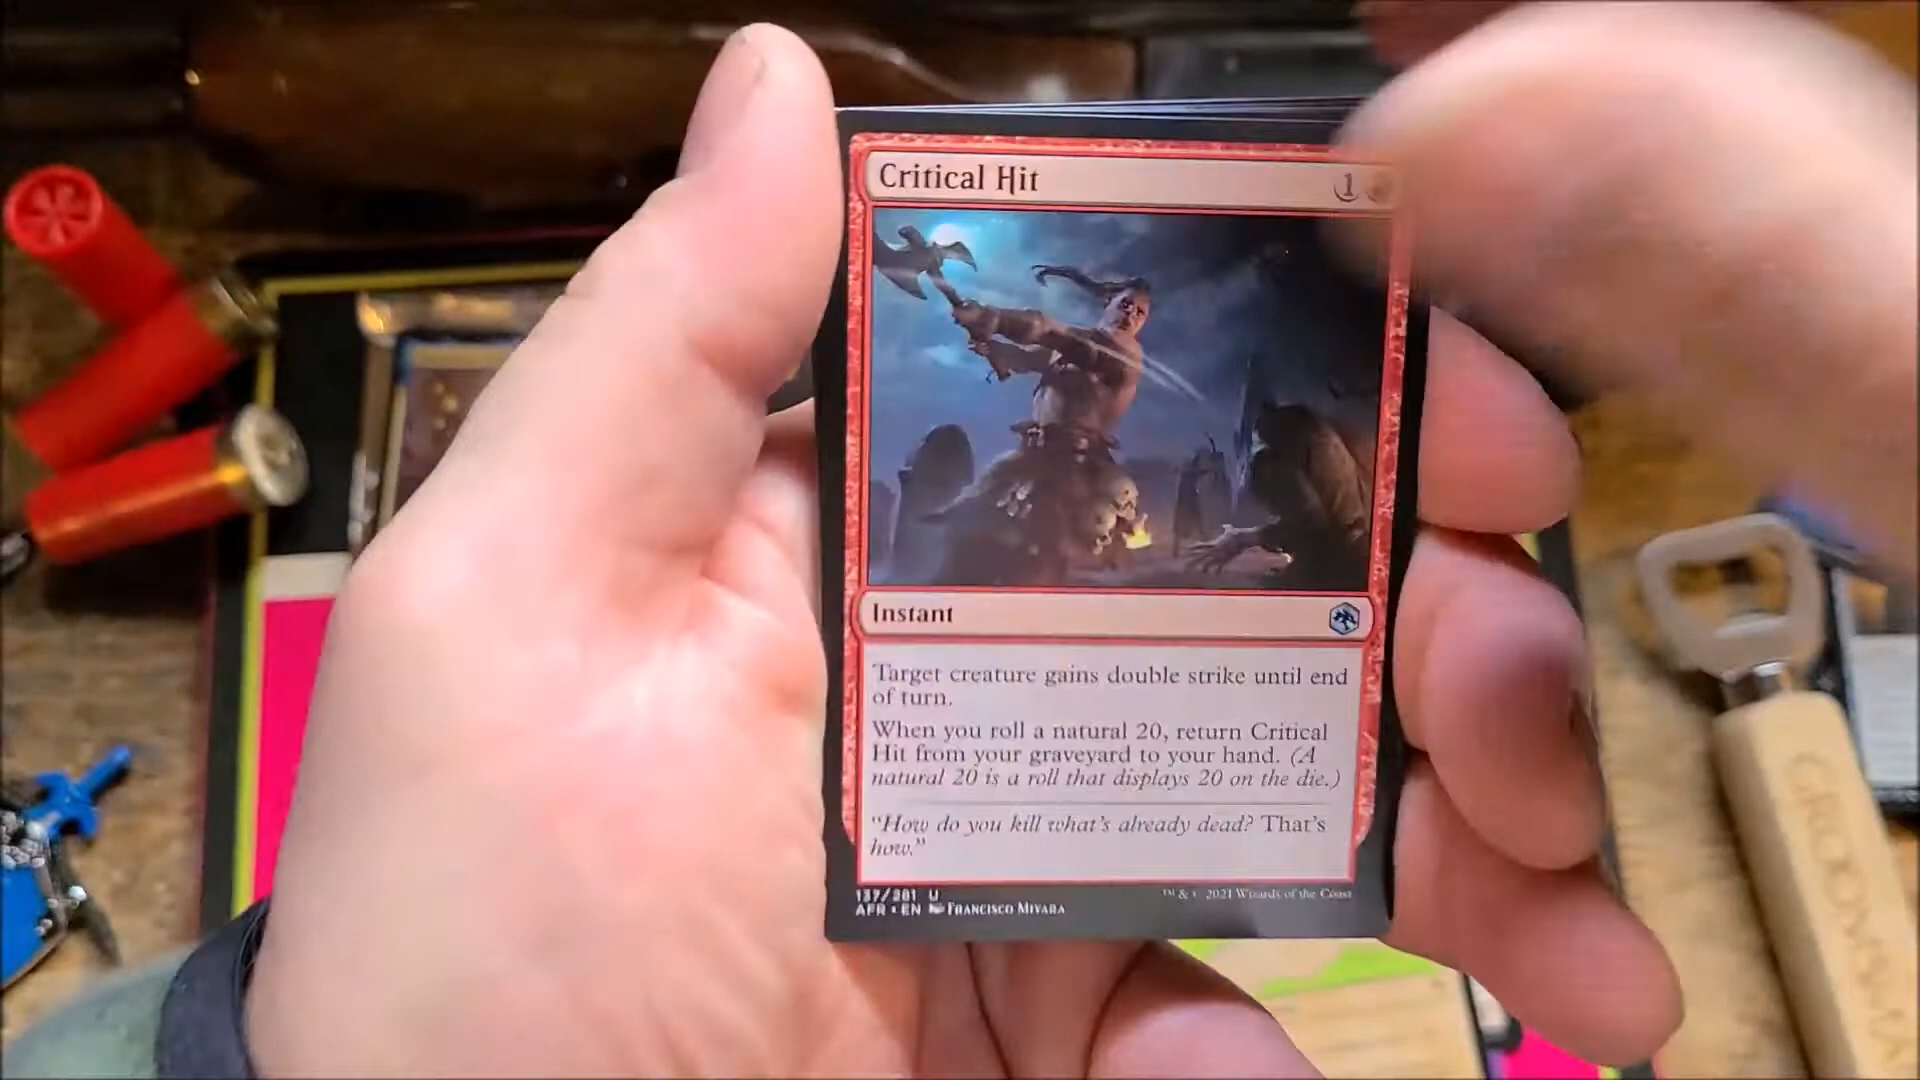 Critical Hit
1
Instant
Target creature gains double strike until end
of turn.
When you roll a natural 20, return Critical
Hit from your graveyard to your hand. (A
natural 20 is a roll that displays 20 on the die.)
"How do you kill what's already dead? That's
how."
137/281 U
AFR • EN Francisco Miyara
™ & © 2021 Wizards of the Coast